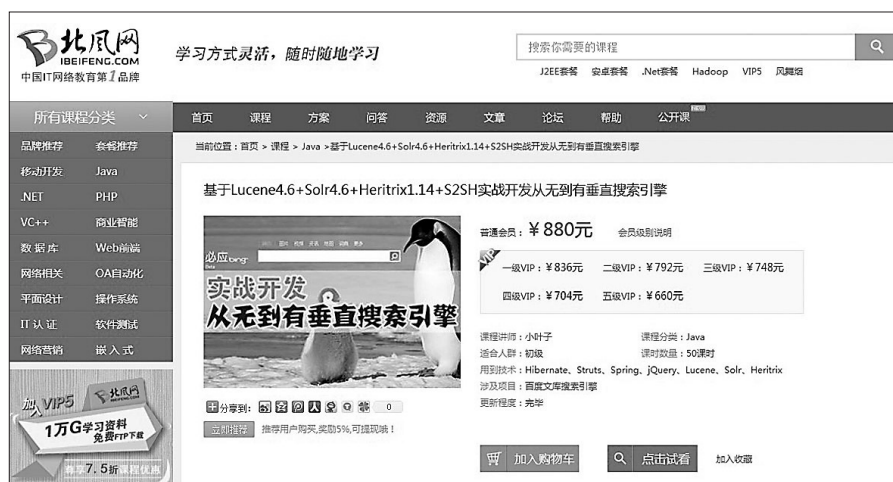 北风网
IBEIFENG.COM
中国IT网络教育第1品牌
学习方式灵活，随时随地学习
搜索你需要的课程
J2EE套餐 安卓套餐 .Net套餐 Hadoop VIP5 风舞烟
所有课程分类
首页 课程 方案 问答 资源 文章 论坛 帮助 公开课
品牌推荐 套餐推荐
移动开发 Java
.NET PHP
VC++ 商业智能
数据库 Web前端
网络相关 OA自动化
平面设计 操作系统
IT认证 软件测试
网络营销 嵌入式
当前位置：首页 > 课程 > Java >基于Lucene4.6+Solr4.6+Heritrix1.14+S2SH实战开发从无到有垂直搜索引擎
基于Lucene4.6+Solr4.6+Heritrix1.14+S2SH实战开发从无到有垂直搜索引擎
必应 bing
实战开发
从无到有垂直搜索引擎
普通会员：￥880元 会员级别说明
VIP
一级VIP：￥836元 二级VIP：￥792元 三级VIP：￥748元
四级VIP：￥704元 五级VIP：￥660元
课程讲师：小叶子 课程分类：Java
适合人群：初级 课时数量：50课时
用到技术：Hibernate、Struts、Spring、jQuery、Lucene、Solr、Heritrix
涉及项目：百度文库搜索引擎
更新程度：完毕
分享到： 0
立即推荐 推荐用户购买,奖励5%,可提现哦！
加入购物车 点击试看 加入收藏
加入VIP5 北风网
1万G学习资料
免费FTP下载
尊享7.5折课程优惠